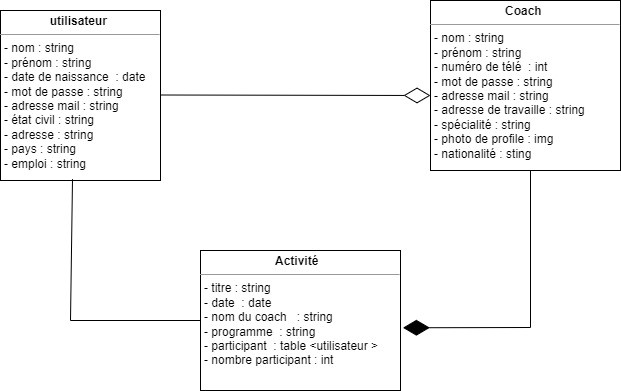 utilisateur
- nom : string
- prénom : string
- date de naissance  : date
- mot de passe : string
- adresse mail : string
- état civil : string
- adresse : string
- pays : string
- emploi : string
Coach
- nom : string
- prénom : string
- numéro de télé  : int
- mot de passe : string
- adresse mail : string
- adresse de travaille : string
- spécialité : string
- photo de profile : img
- nationalité : sting
Activité
- titre : string
- date  : date
- nom du coach   : string
- programme  : string
- participant  : table <utilisateur >
- nombre participant : int